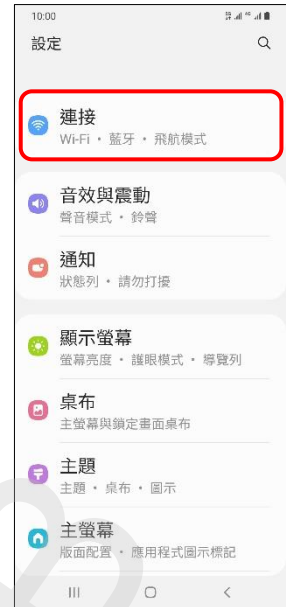 10:00
設定
連接
Wi-Fi • 藍牙 • 飛航模式
音效與震動
聲音模式 • 鈴聲
通知
狀態列 • 請勿打擾
顯示螢幕
螢幕亮度 • 護眼模式 • 導覽列
桌布
主螢幕與鎖定畫面桌布
主題
主題 • 桌布 • 圖示
主螢幕
版面配置 • 應用程式圖示標記